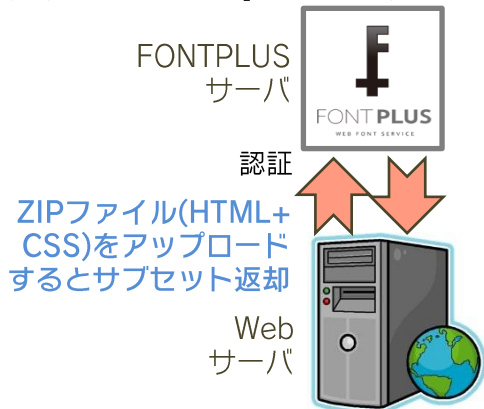 FONTPLUS
サーバ
FONTPLUS
WEB FONT SERVICE
認証
ZIPファイル(HTML+
CSS)をアップロード
するとサブセット返却
Web
サーバ